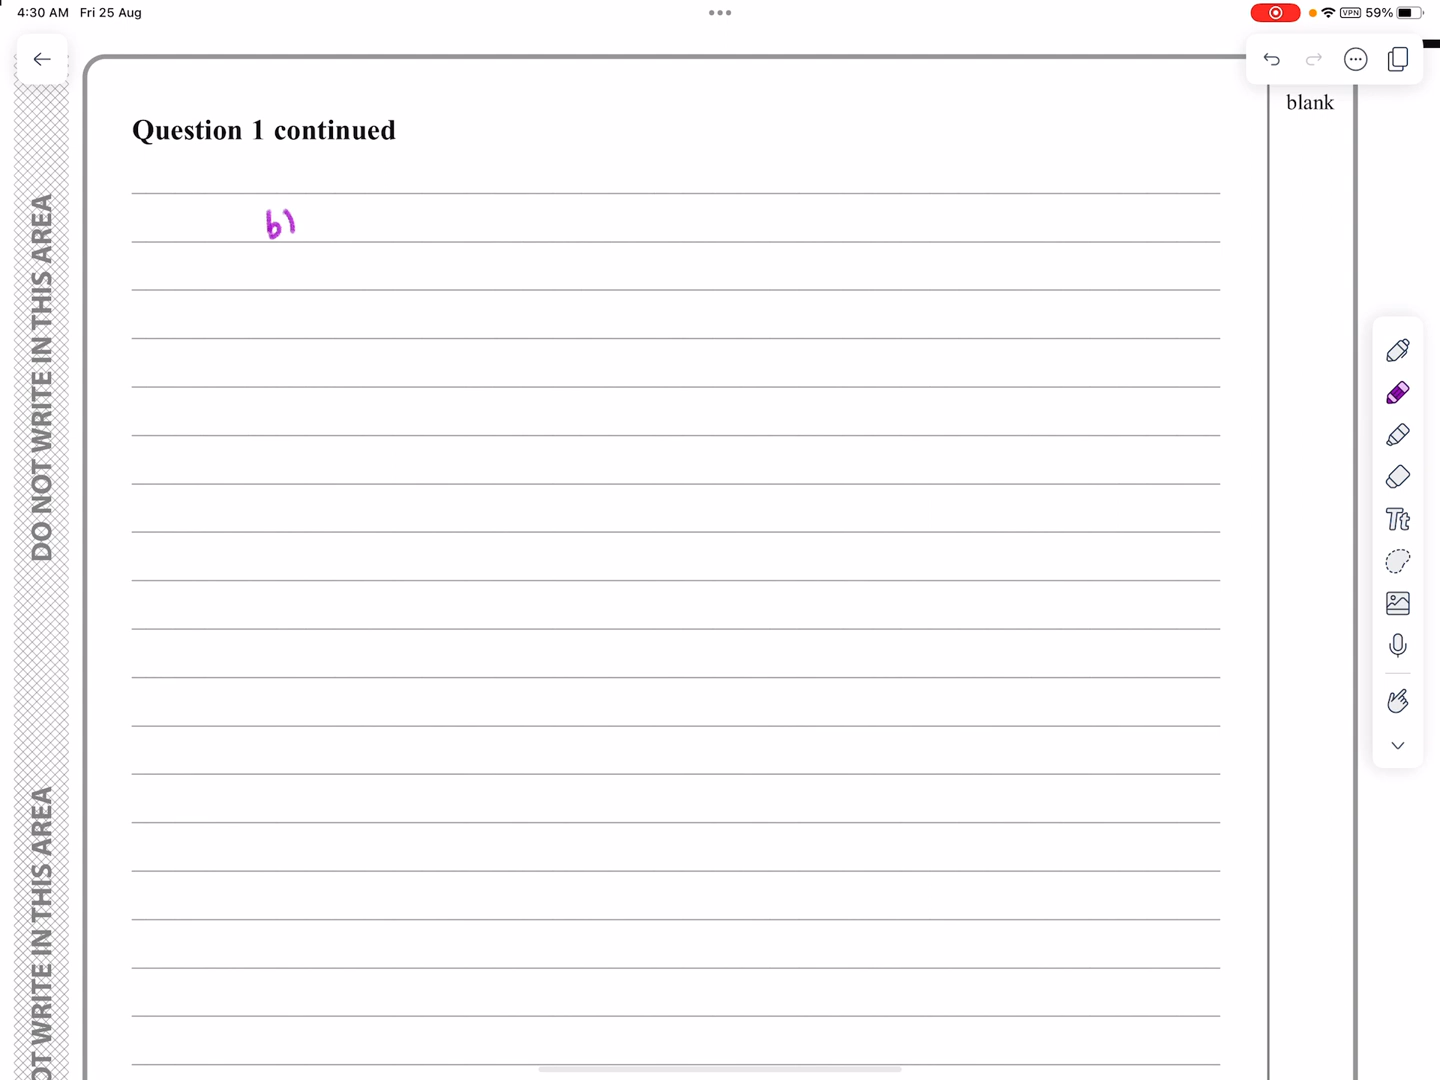 4:30 AM Fri 25 Aug
VPN 59%
blank
Question 1 continued
b)
DO NOT WRITE IN THIS AREA
OT WRITE IN THIS AREA
Tt